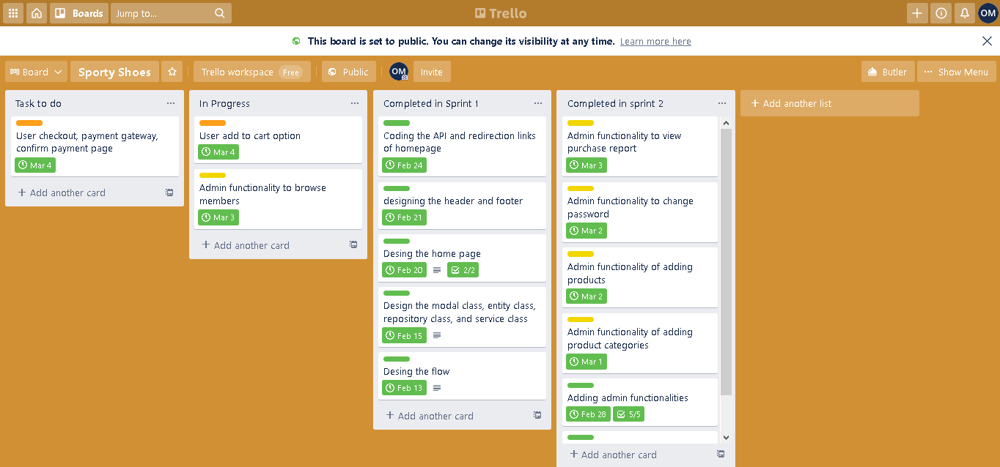 Boards
Jump to...
Trello
OM
This board is set to public. You can change its visibility at any time. Learn more here
Board
Sporty Shoes
Trello workspace Free
Public
OM
Invite
Butler
Show Menu
Task to do
User checkout, payment gateway,
confirm payment page
Mar 4
+ Add another card
In Progress
User add to cart option
Mar 4
Admin functionality to browse
members
Mar 3
+ Add another card
Completed in Sprint 1
Coding the API and redirection links
of homepage
Feb 24
designing the header and footer
Feb 21
Desing the home page
Feb 20 2/2
Design the modal class, entity class,
repository class, and service class
Feb 15
Desing the flow
Feb 13
+ Add another card
Completed in sprint 2
Admin functionality to view
purchase report
Mar 3
Admin functionality to change
password
Mar 2
Admin functionality of adding
products
Mar 2
Admin functionality of adding
product categories
Mar 1
Adding admin functionalities
Feb 28 5/5
+ Add another card
+ Add another list